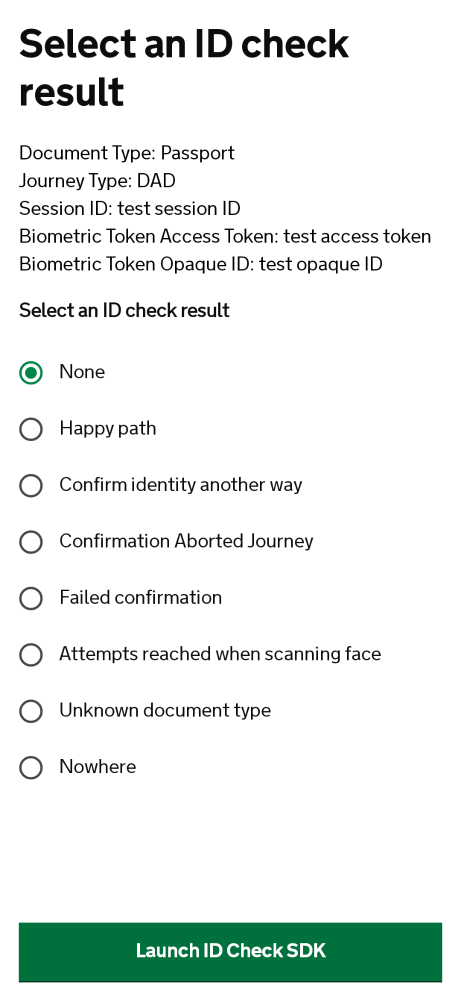 Select an ID check
result
Document Type: Passport
Journey Type: DAD
Session ID: test session ID
Biometric Token Access Token: test access token
Biometric Token Opaque ID: test opaque ID
Select an ID check result
None
Happy path
Confirm identity another way
Confirmation Aborted Journey
Failed confirmation
Attempts reached when scanning face
Unknown document type
Nowhere
Launch ID Check SDK